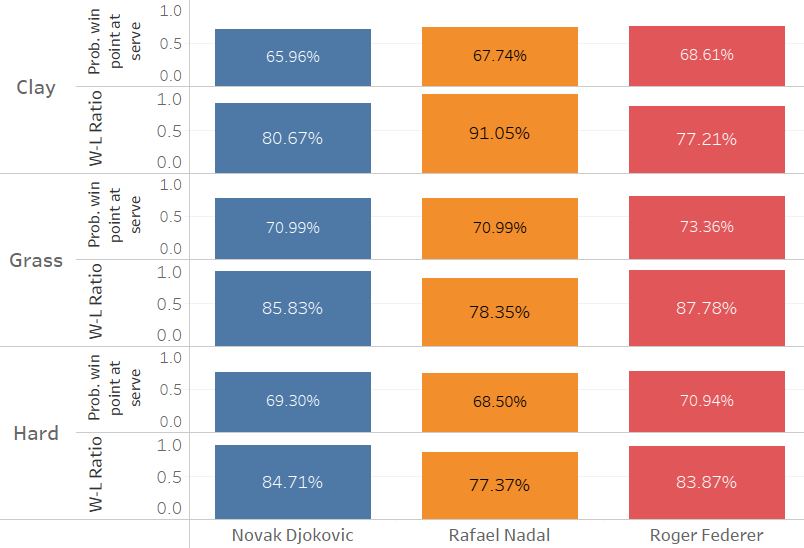 Clay
Prob. win
point at
serve
1.0
0.5
0.0
65.96%
67.74%
68.61%
W-L Ratio
1.0
0.5
0.0
80.67%
91.05%
77.21%
Grass
Prob. win
point at
serve
1.0
0.5
0.0
70.99%
70.99%
73.36%
W-L Ratio
1.0
0.5
0.0
85.83%
78.35%
87.78%
Hard
Prob. win
point at
serve
1.0
0.5
0.0
69.30%
68.50%
70.94%
W-L Ratio
1.0
0.5
0.0
84.71%
77.37%
83.87%
Novak Djokovic
Rafael Nadal
Roger Federer